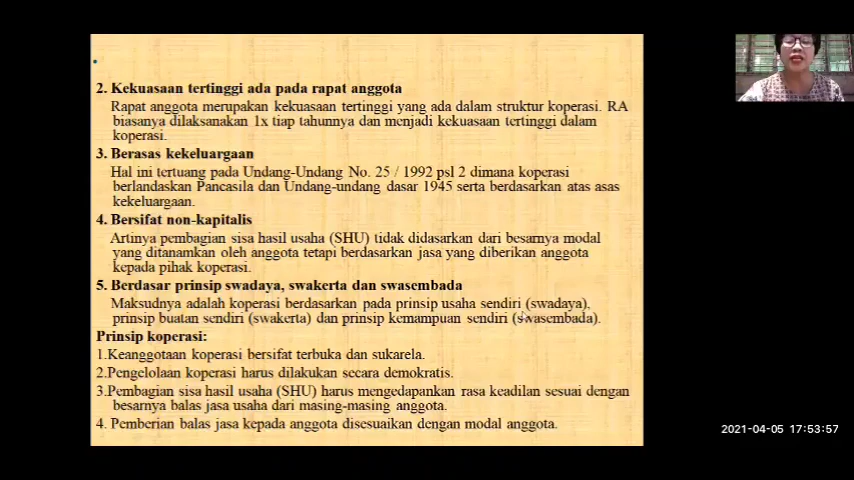 2. Kekuasaan tertinggi ada pada rapat anggota
Rapat anggota merupakan kekuasaan tertinggi yang ada dalam struktur koperasi. RA
biasanya dilaksanakan 1x tiap tahunnya dan menjadi kekuasaan tertinggi dalam
koperasi.
3. Berasas kekeluargaan
Hal ini tertuang pada Undang-Undang No. 25 / 1992 psl 2 dimana koperasi
berlandaskan Pancasila dan Undang-undang dasar 1945 serta berdasarkan atas asas
kekeluargaan.
4. Bersifat non-kapitalis
Artinya pembagian sisa hasil usaha (SHU) tidak didasarkan dari besarnya modal
yang ditanamkan oleh anggota tetapi berdasarkan jasa yang diberikan anggota
kepada pihak koperasi.
5. Berdasar prinsip swadaya, swakerta dan swasembada
Maksudnya adalah koperasi berdasarkan pada prinsip usaha sendiri (swadaya),
prinsip buatan sendiri (swakerta) dan prinsip kemampuan sendiri (swasembada).
Prinsip koperasi:
1.Keanggotaan koperasi bersifat terbuka dan sukarela.
2.Pengelolaan koperasi harus dilakukan secara demokratis.
3.Pembagian sisa hasil usaha (SHU) harus mengedapankan rasa keadilan sesuai dengan
besarnya balas jasa usaha dari masing-masing anggota.
4. Pemberian balas jasa kepada anggota disesuaikan dengan modal anggota.
2021-04-05 17:53:57